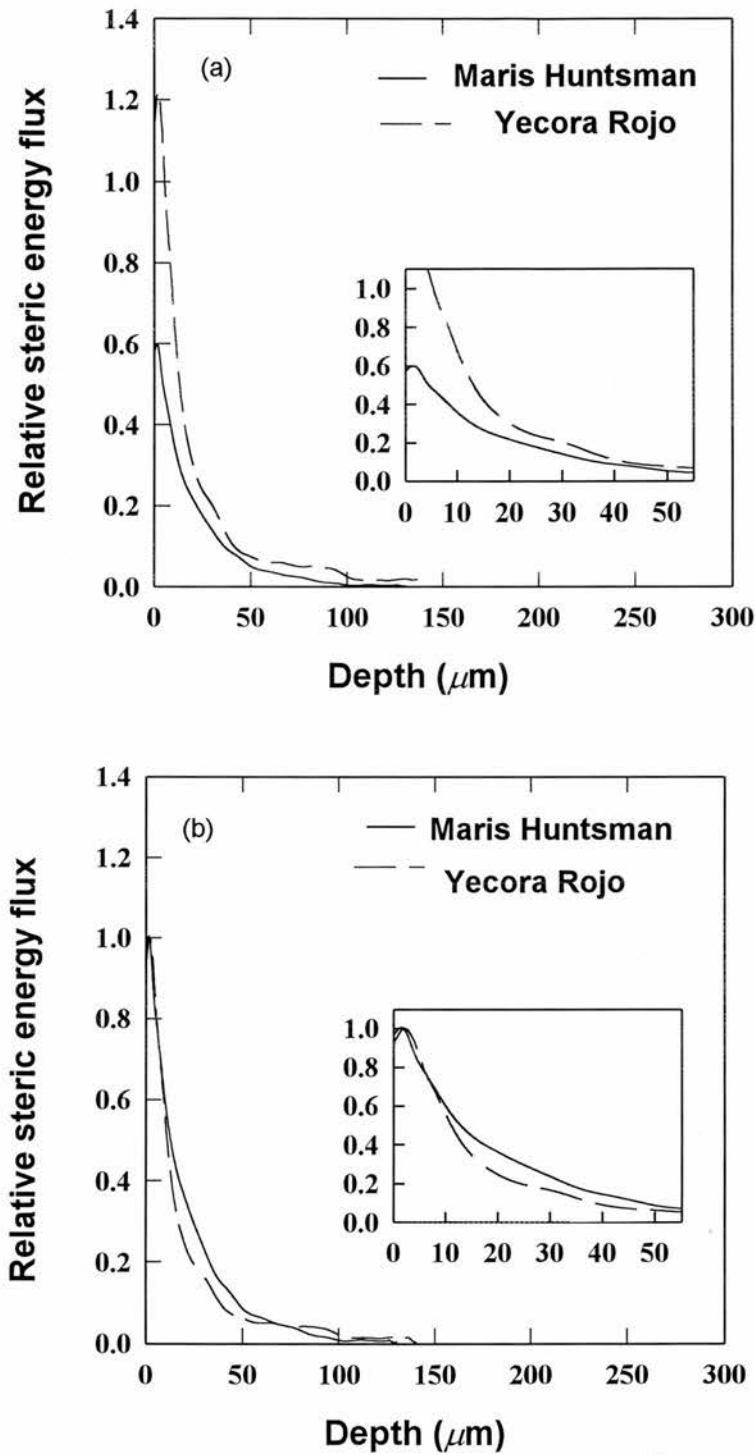 1.4
(a)
Maris Huntsman
Yecora Rojo
1.2
1.0
0.8
0.6
0.4
0.2
0.0
Relative steric energy flux
1.0
0.8
0.6
0.4
0.2
0.0
0 10 20 30 40 50
0 50 100 150 200 250 300
Depth (μm)
1.4
(b)
Maris Huntsman
Yecora Rojo
1.2
1.0
0.8
0.6
0.4
0.2
0.0
Relative steric energy flux
1.0
0.8
0.6
0.4
0.2
0.0
0 10 20 30 40 50
0 50 100 150 200 250 300
Depth (μm)